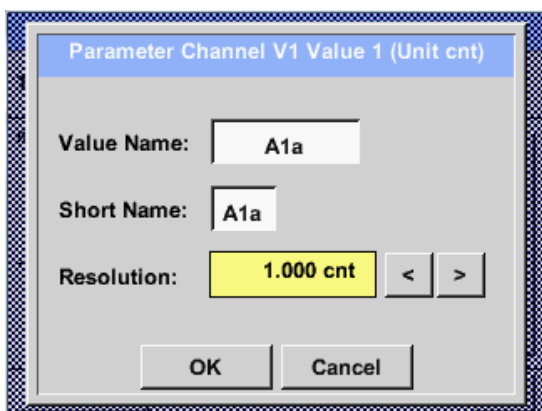 Parameter Channel V1 Value 1 (Unit cnt)
Value Name: A1a
Short Name: A1a
Resolution: 1.000 cnt < >
OK Cancel